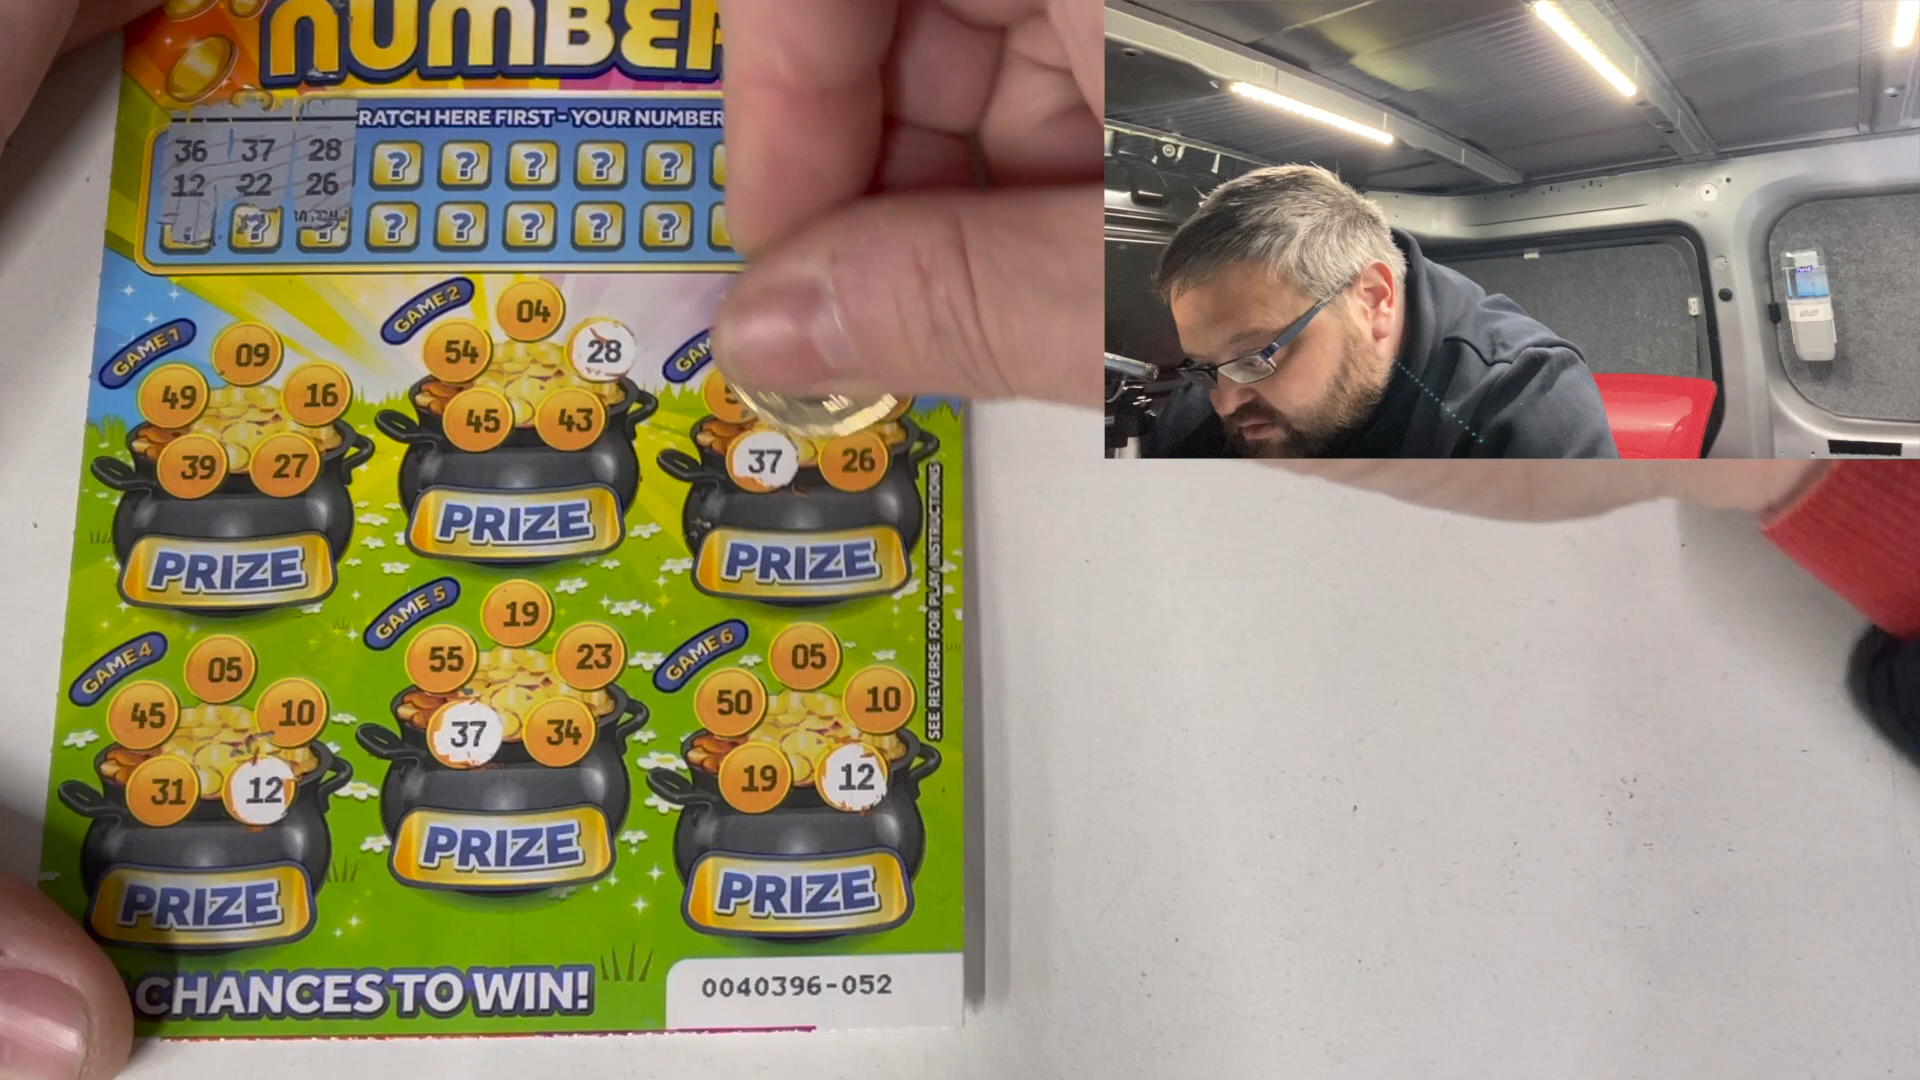 NUMBER
RATCH HERE FIRST - YOUR NUMBER
36 37 28 ? ? ? ? ?
12 22 26
? ? ? ? ? ? ?
GAME 1
09
49 16
39 27
PRIZE
GAME 2
04
54 28
45 43
PRIZE
GAM
37 26
PRIZE
GAME 4
05
45 10
31 12
PRIZE
GAME 5
19
55 23
37 34
PRIZE
GAME 6
05
50 10
19 12
PRIZE
SEE REVERSE FOR PLAY INSTRUCTIONS
CHANCES TO WIN!
0040396-052